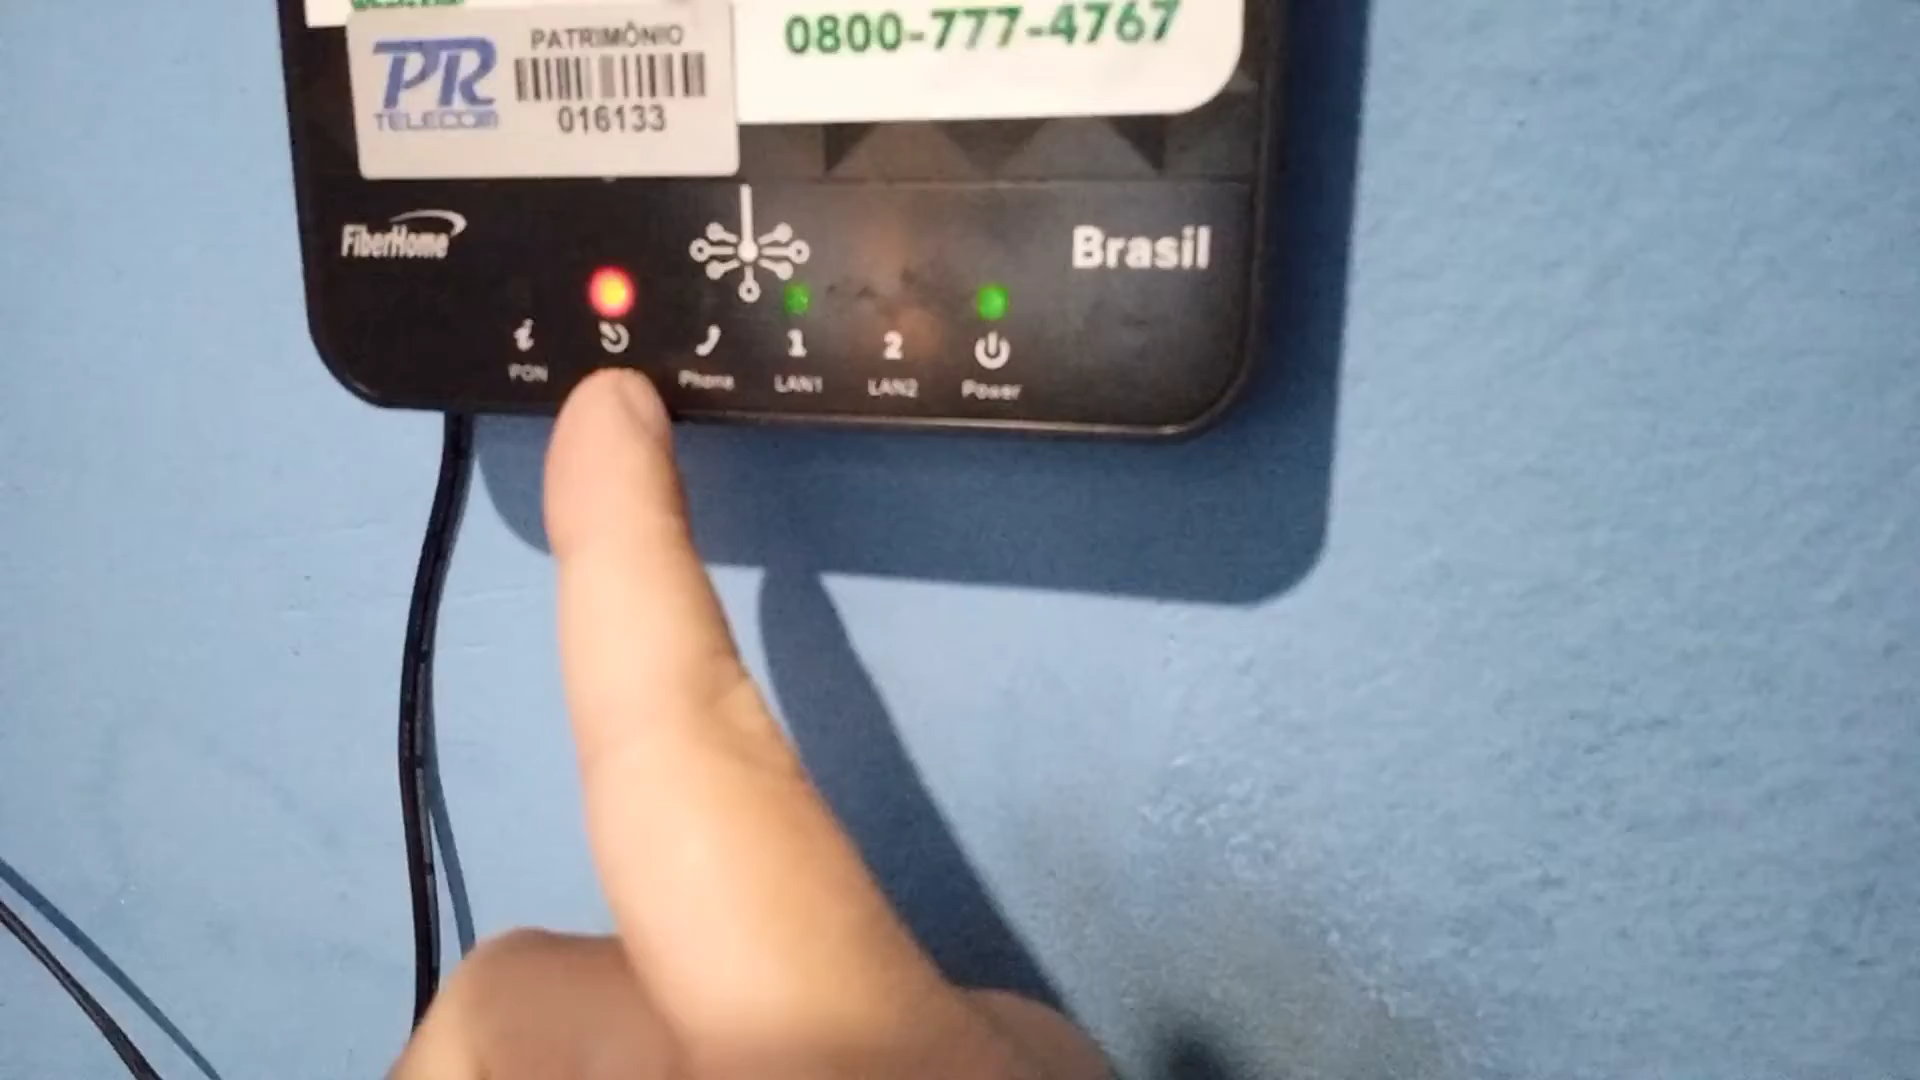 0800-777-4767
PATRIMÔNIO
PR
TELECOM
016133
FiberHome
Brasil
1
2
PON
Phone
LAN1
LAN2
Power